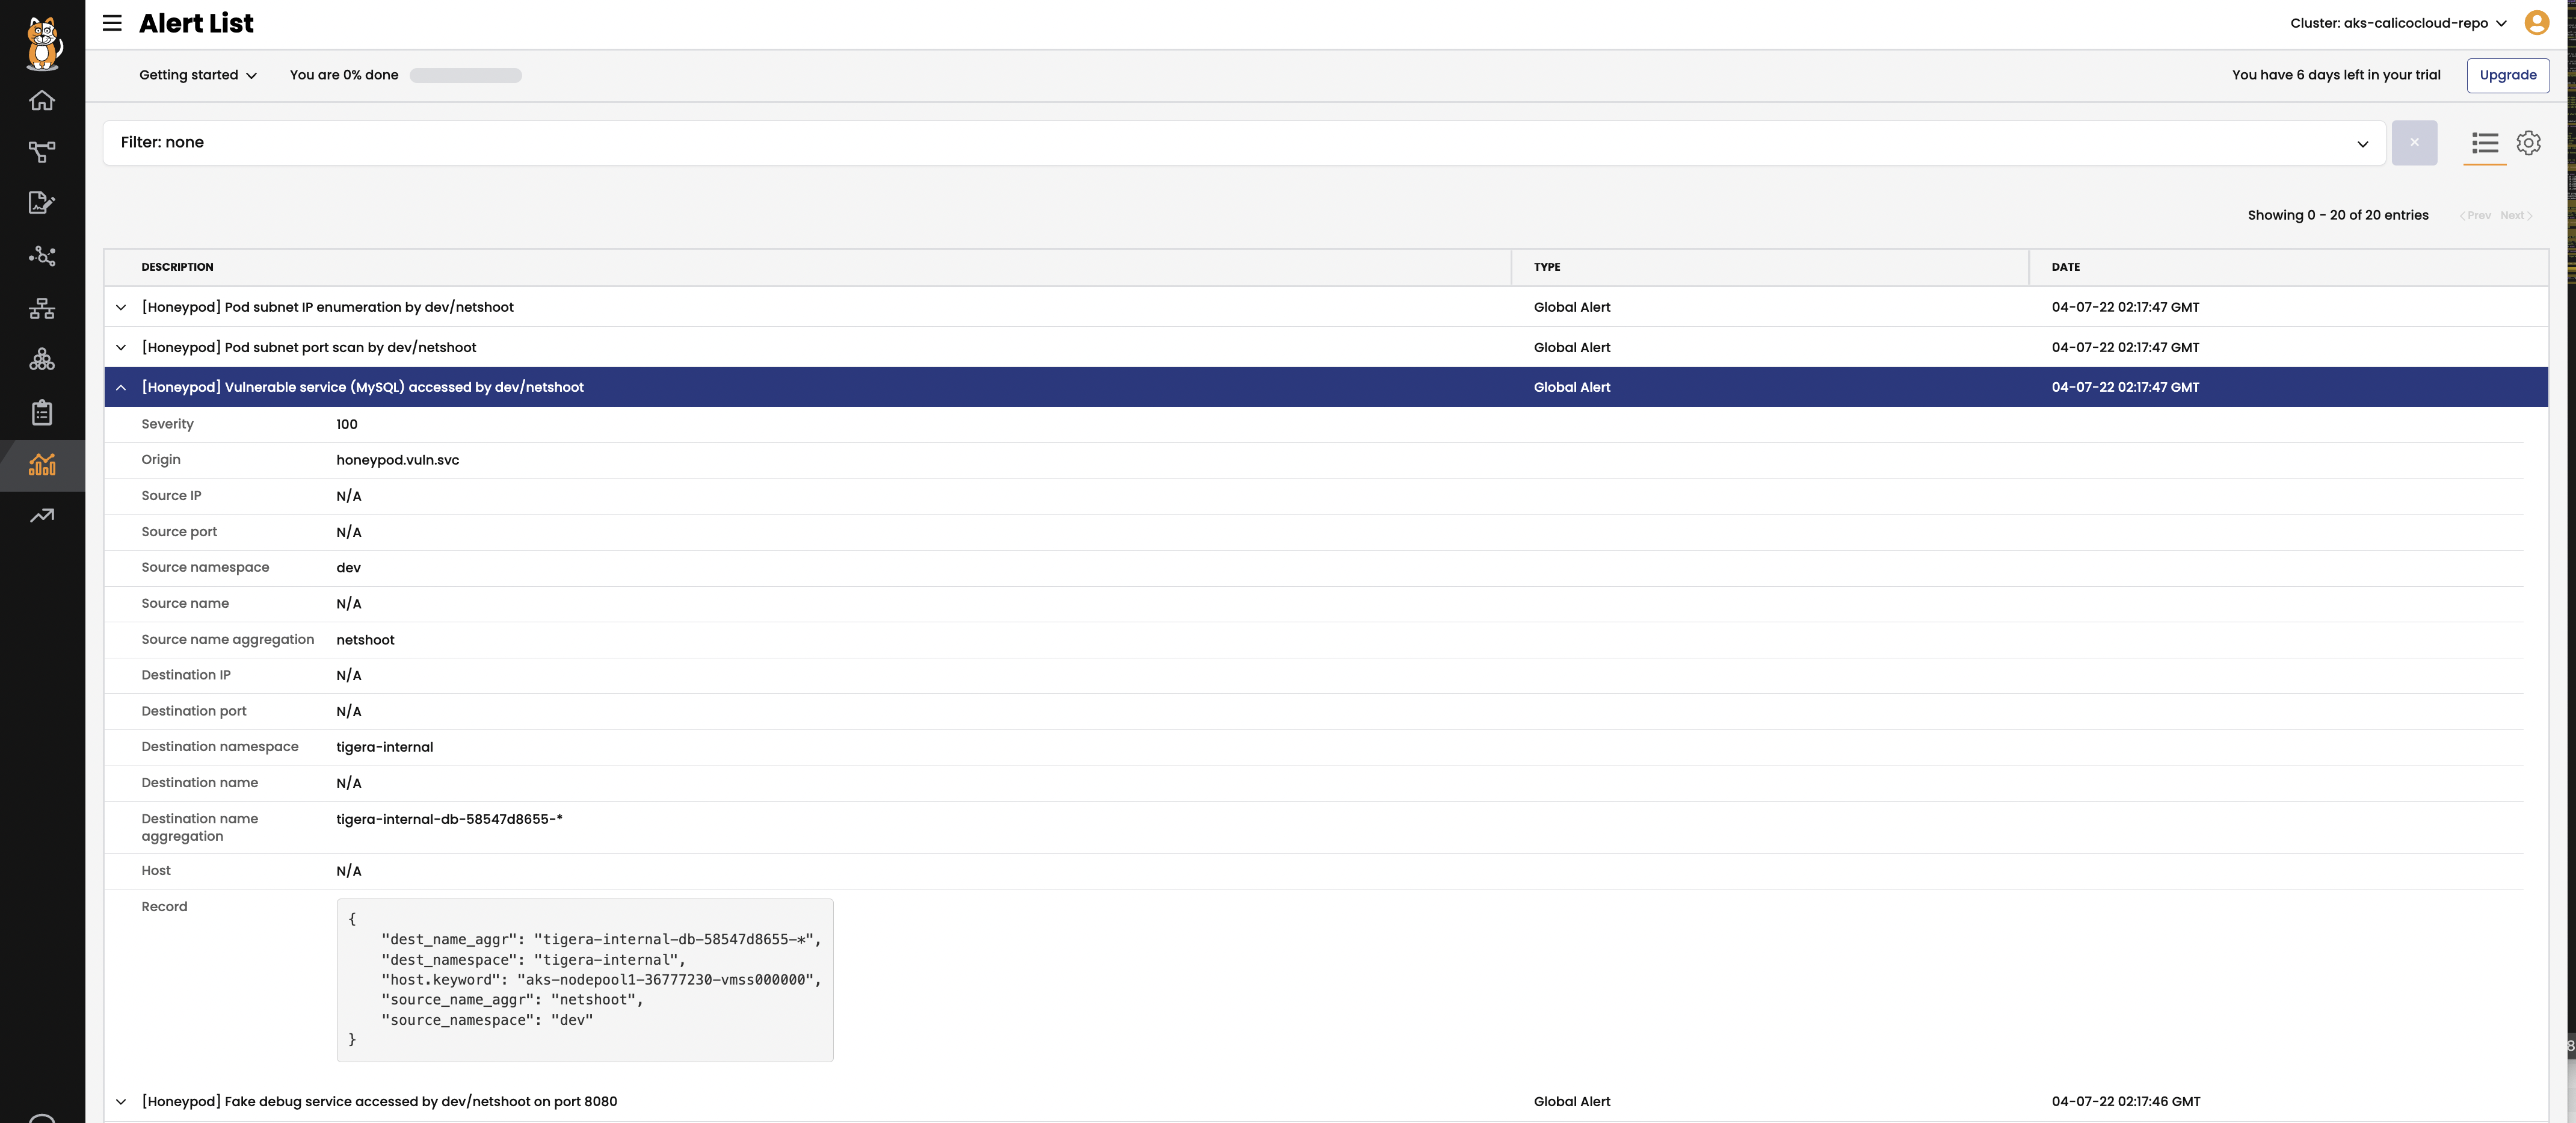 Alert List
Cluster: aks-calicocloud-repo
Getting started
You are 0% done
You have 6 days left in your trial
Upgrade
Filter: none
Showing 0 - 20 of 20 entries
Prev Next
DESCRIPTION TYPE DATE
[Honeypod] Pod subnet IP enumeration by dev/netshoot Global Alert 04-07-22 02:17:47 GMT
[Honeypod] Pod subnet port scan by dev/netshoot Global Alert 04-07-22 02:17:47 GMT
[Honeypod] Vulnerable service (MySQL) accessed by dev/netshoot Global Alert 04-07-22 02:17:47 GMT
Severity 100
Origin honeypod.vuln.svc
Source IP N/A
Source port N/A
Source namespace dev
Source name N/A
Source name aggregation netshoot
Destination IP N/A
Destination port N/A
Destination namespace tigera-internal
Destination name N/A
Destination name tigera-internal-db-58547d8655-*
aggregation
Host N/A
Record
{
"dest_name_aggr": "tigera-internal-db-58547d8655-*",
"dest_namespace": "tigera-internal",
"host.keyword": "aks-nodepool1-36777230-vmss000000",
"source_name_aggr": "netshoot",
"source_namespace": "dev"
}
[Honeypod] Fake debug service accessed by dev/netshoot on port 8080 Global Alert 04-07-22 02:17:46 GMT